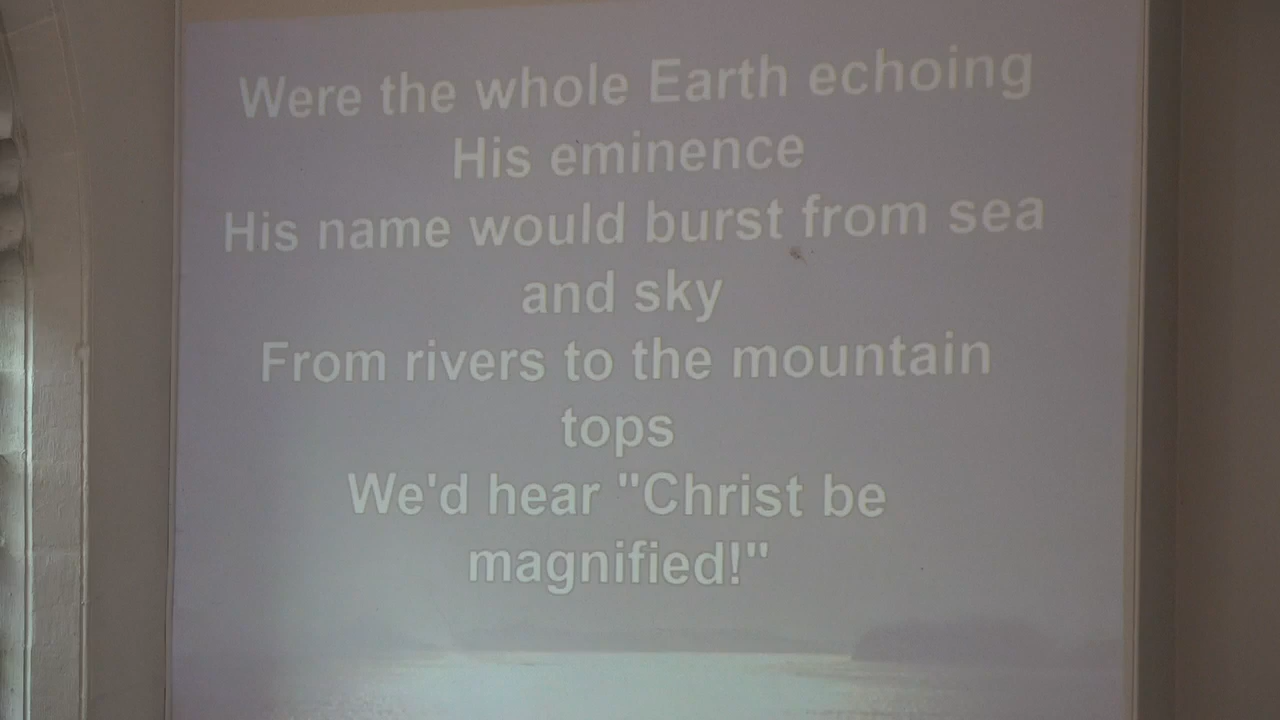 Were the whole Earth echoing
His eminence
His name would burst from sea
and sky
From rivers to the mountain
tops
We'd hear "Christ be
magnified!"